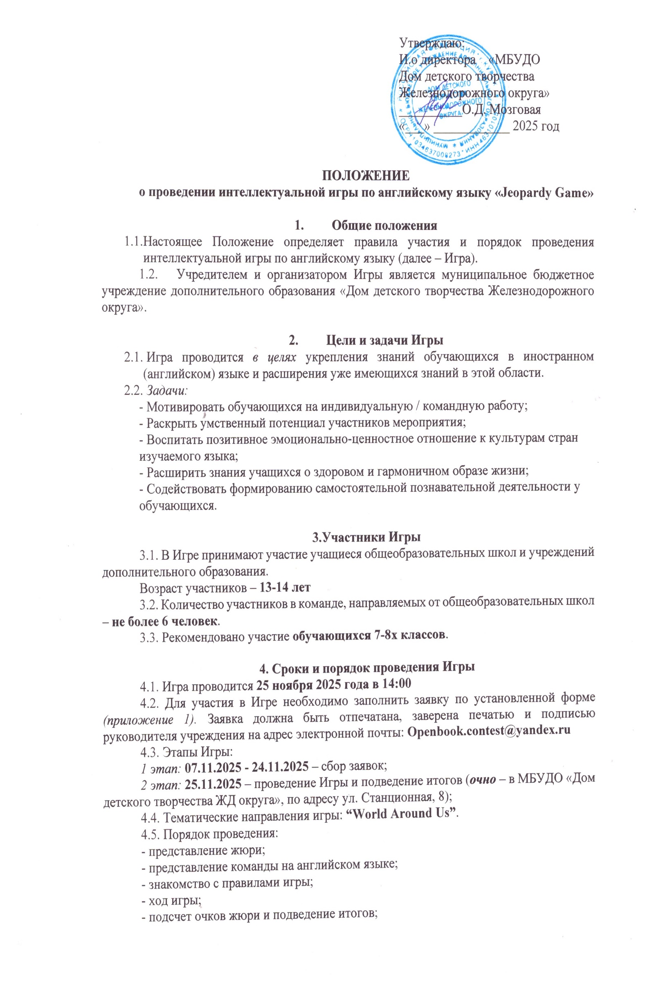 Утверждаю:
И.о директора «МБУДО
Дом детского творчества
Железнодорожного округа»
__________О.Д. Мозговая
«___» ____________ 2025 год
ДОМ ДЕТСКОГО
ЖЕЛЕЗНОДОРОЖНОГО
ОКРУГА
ПОЛОЖЕНИЕ
о проведении интеллектуальной игры по английскому языку «Jeopardy Game»
1. Общие положения
1.1.Настоящее Положение определяет правила участия и порядок проведения
интеллектуальной игры по английскому языку (далее – Игра).
1.2. Учредителем и организатором Игры является муниципальное бюджетное
учреждение дополнительного образования «Дом детского творчества Железнодорожного
округа».
2. Цели и задачи Игры
2.1. Игра проводится в целях укрепления знаний обучающихся в иностранном
(английском) языке и расширения уже имеющихся знаний в этой области.
2.2. Задачи:
- Мотивировать обучающихся на индивидуальную / командную работу;
- Раскрыть умственный потенциал участников мероприятия;
- Воспитать позитивное эмоционально-ценностное отношение к культурам стран
изучаемого языка;
- Расширить знания учащихся о здоровом и гармоничном образе жизни;
- Содействовать формированию самостоятельной познавательной деятельности у
обучающихся.
3.Участники Игры
3.1. В Игре принимают участие учащиеся общеобразовательных школ и учреждений
дополнительного образования.
Возраст участников – 13-14 лет
3.2. Количество участников в команде, направляемых от общеобразовательных школ
– не более 6 человек.
3.3. Рекомендовано участие обучающихся 7-8х классов.
4. Сроки и порядок проведения Игры
4.1. Игра проводится 25 ноября 2025 года в 14:00
4.2. Для участия в Игре необходимо заполнить заявку по установленной форме
(приложение 1). Заявка должна быть отпечатана, заверена печатью и подписью
руководителя учреждения на адрес электронной почты: Openbook.contest@yandex.ru
4.3. Этапы Игры:
1 этап: 07.11.2025 - 24.11.2025 – сбор заявок;
2 этап: 25.11.2025 – проведение Игры и подведение итогов (очно – в МБУДО «Дом
детского творчества ЖД округа», по адресу ул. Станционная, 8);
4.4. Тематические направления игры: “World Around Us”.
4.5. Порядок проведения:
- представление жюри;
- представление команды на английском языке;
- знакомство с правилами игры;
- ход игры;
- подсчет очков жюри и подведение итогов;